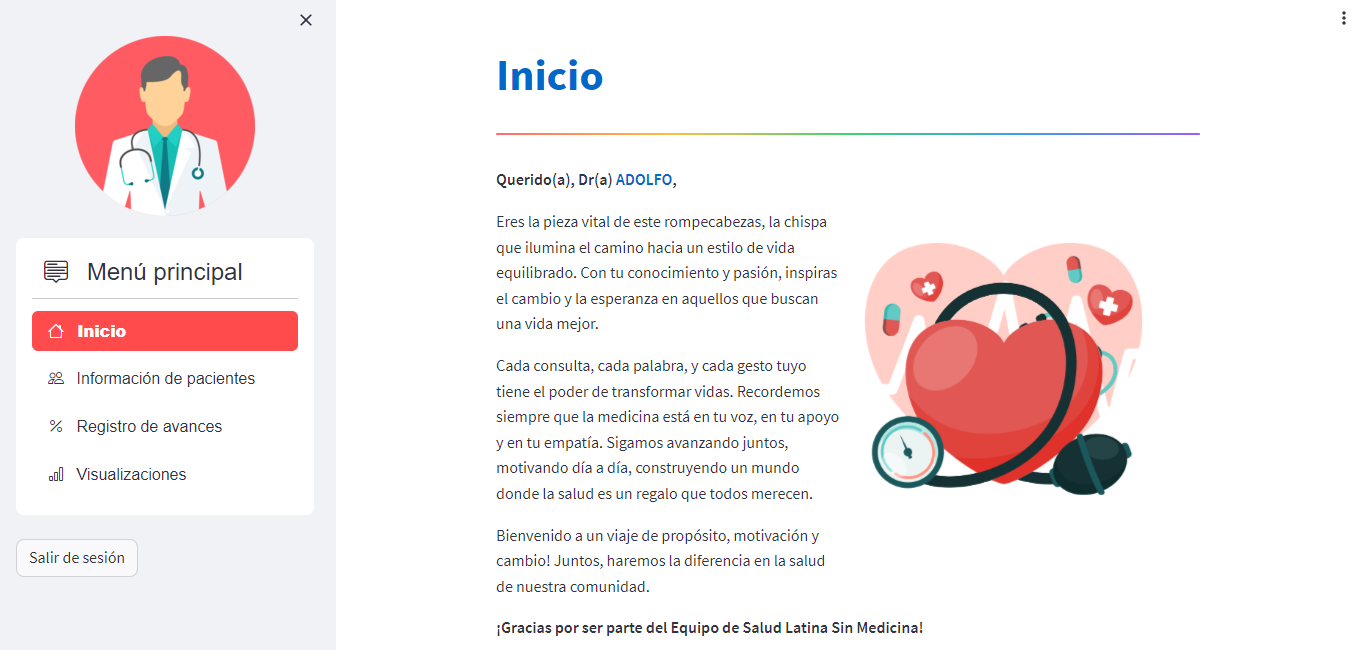 Menú principal
Inicio
Información de pacientes
Registro de avances
Visualizaciones
Salir de sesión
Inicio
Querido(a), Dr(a) ADOLFO,
Eres la pieza vital de este rompecabezas, la chispa
que ilumina el camino hacia un estilo de vida
equilibrado. Con tu conocimiento y pasión, inspiras
el cambio y la esperanza en aquellos que buscan
una vida mejor.
Cada consulta, cada palabra, y cada gesto tuyo
tiene el poder de transformar vidas. Recordemos
siempre que la medicina está en tu voz, en tu apoyo
y en tu empatía. Sigamos avanzando juntos,
motivando día a día, construyendo un mundo
donde la salud es un regalo que todos merecen.
Bienvenido a un viaje de propósito, motivación y
cambio! Juntos, haremos la diferencia en la salud
de nuestra comunidad.
¡Gracias por ser parte del Equipo de Salud Latina Sin Medicina!